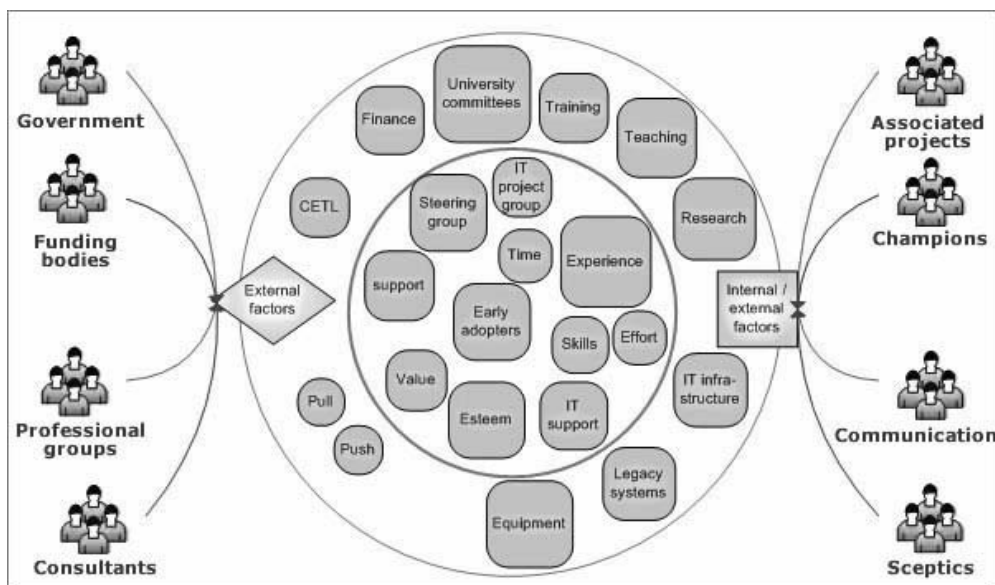 Government
Funding
bodies
Professional
groups
Consultants
External
factors
Finance
University
committees
Training
Teaching
CETL
Research
IT
project
group
Steering
group
Time
Experience
support
Early
adopters
Skills
Effort
Value
Esteem
IT
support
Pull
Push
IT infra-
structure
Legacy
systems
Equipment
Internal /
external
factors
Associated
projects
Champions
Communication
Sceptics